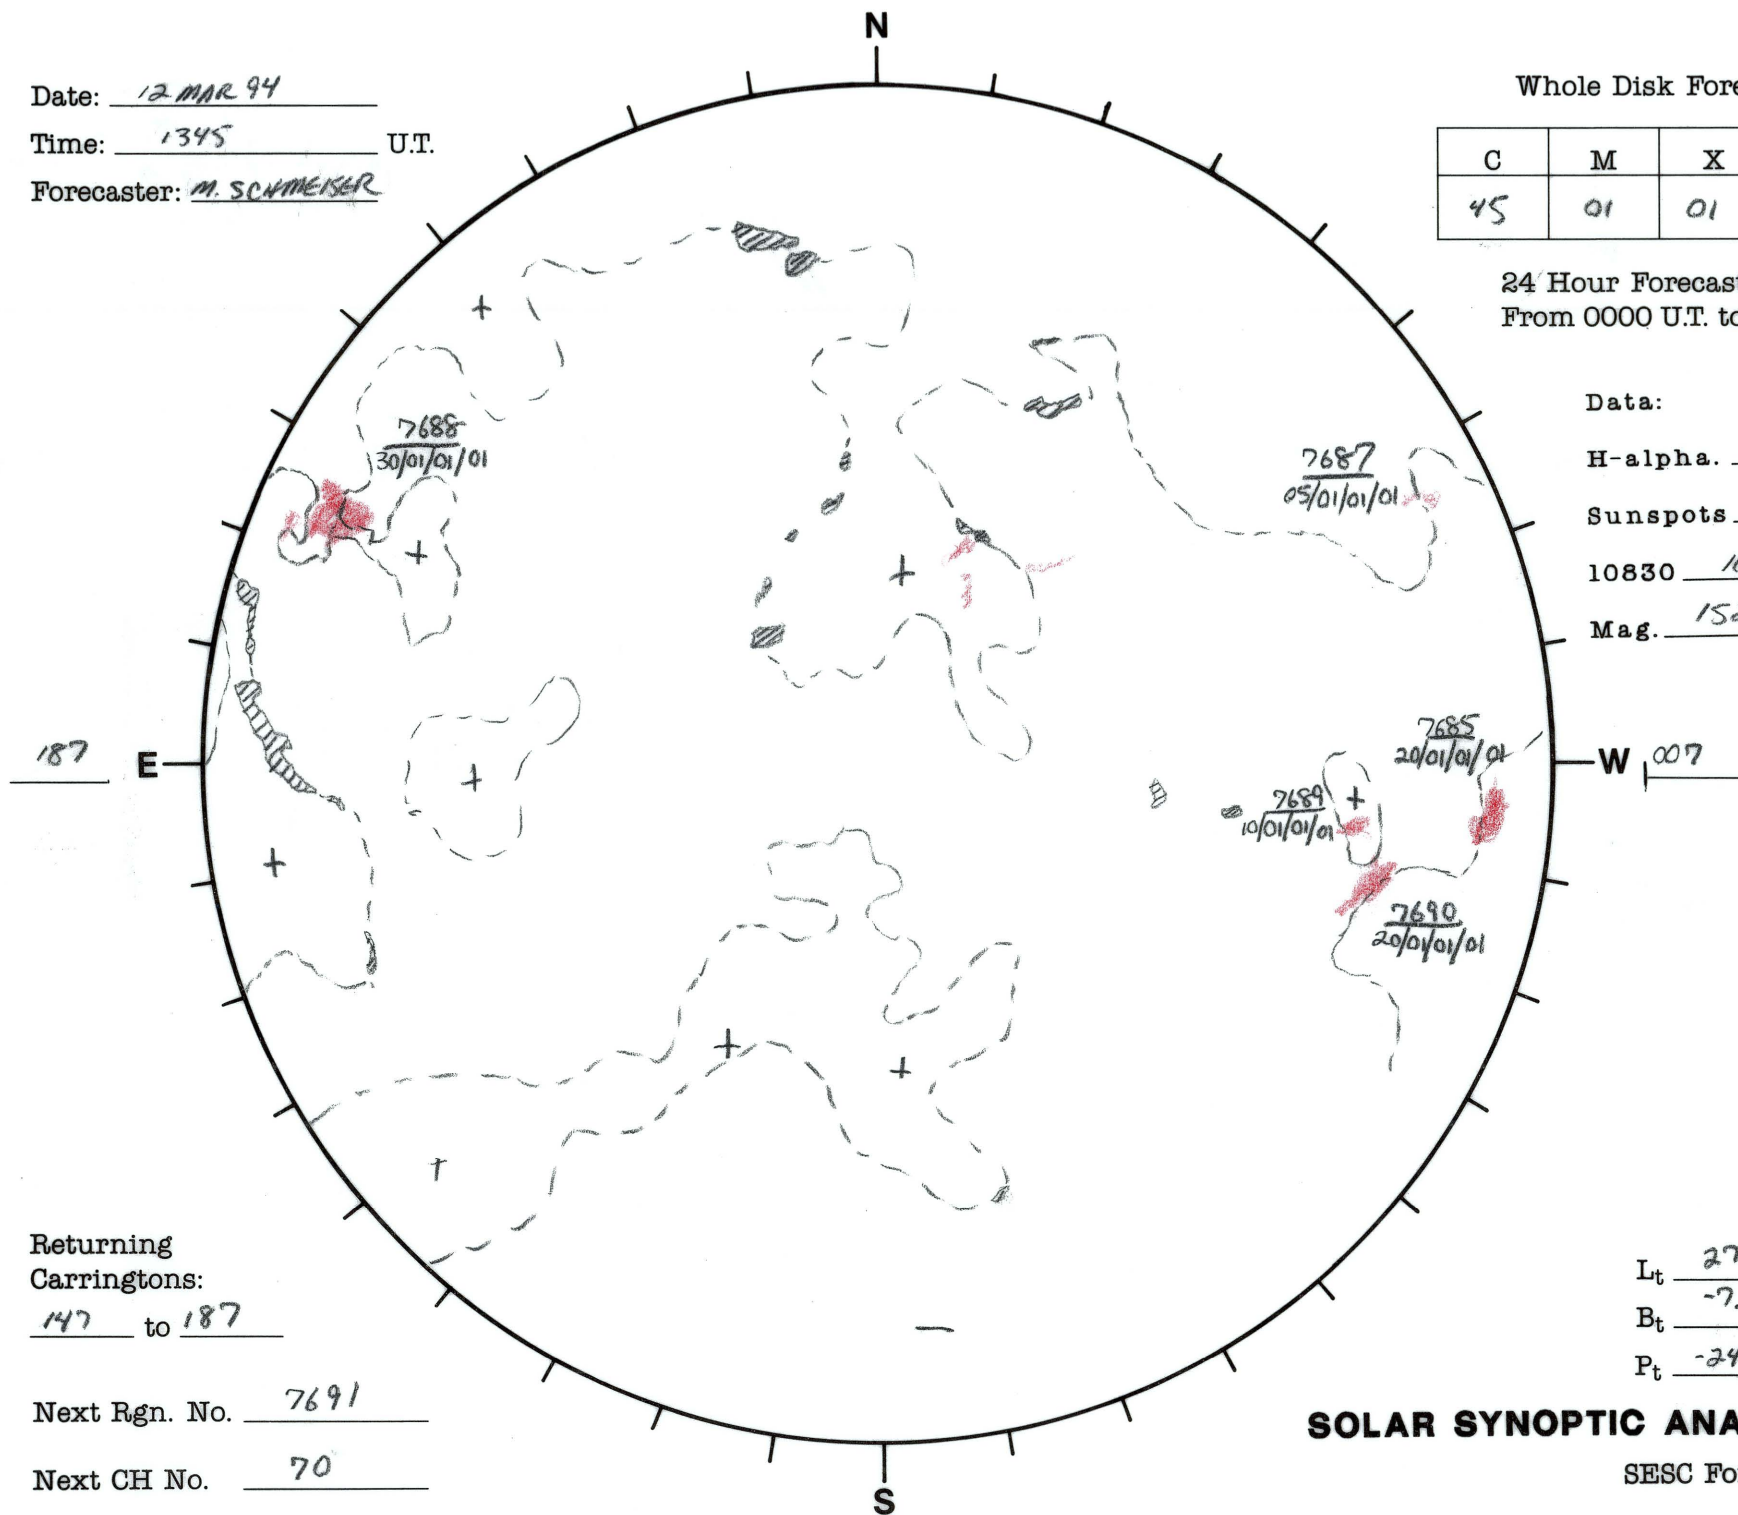 N
Date: 12 MAR 94
Time: 1345 U.T.
Forecaster: M. SCHMEISER
Whole Disk Fore
C M X
45 01 01
24 Hour Forecas
From 0000 U.T. to
Data:
H-alpha.
Sunspots
10830
Mag.
7688
30/01/01/01
7687
05/01/01/01
7685
20/01/01/01
187 E
W 007
7689
10/01/01/01
7690
20/01/01/01
Returning
Carringtons:
147 to 187
Next Rgn. No. 7691
Next CH No. 70
Lt 27
Bt -7.
Pt -24
SOLAR SYNOPTIC ANA
SESC Fo
S